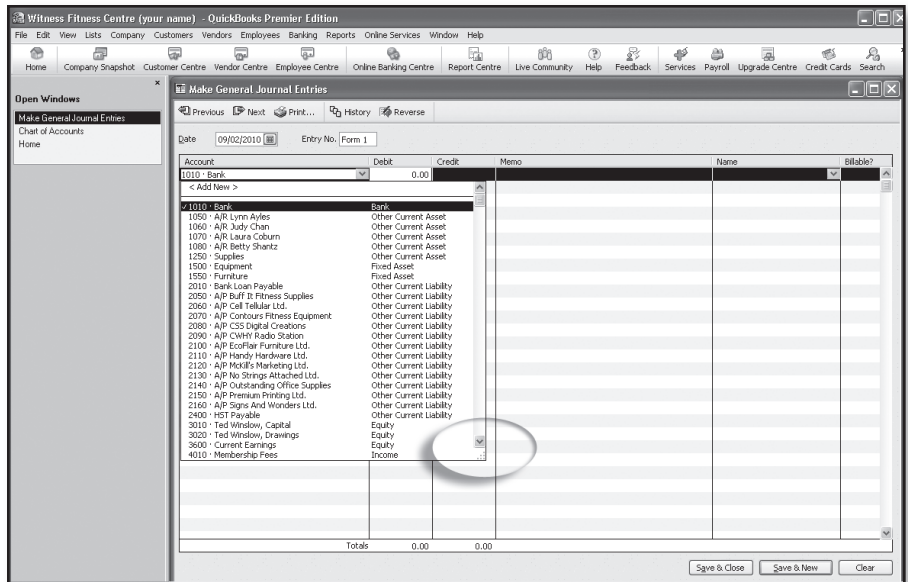 Witness Fitness Centre (your name) - QuickBooks Premier Edition
File Edit View Lists Company Customers Vendors Employees Banking Reports Online Services Window Help
Home Company Snapshot Customer Centre Vendor Centre Employee Centre Online Banking Centre Report Centre Live Community Help Feedback Services Payroll Upgrade Centre Credit Cards Search
Open Windows
Make General Journal Entries
Chart of Accounts
Home
Make General Journal Entries
Previous Next Print... History Reverse
Date 09/02/2010 Entry No. Form 1
Account Debit Credit Memo Name Billable?
1010 · Bank 0.00
< Add New >
✓ 1010 · Bank Bank
1050 · A/R Lynn Ayles Other Current Asset
1060 · A/R Judy Chan Other Current Asset
1070 · A/R Laura Coburn Other Current Asset
1080 · A/R Betty Shantz Other Current Asset
1250 · Supplies Other Current Asset
1500 · Equipment Fixed Asset
1550 · Furniture Fixed Asset
2010 · Bank Loan Payable Other Current Liability
2050 · A/P Buff It Fitness Supplies Other Current Liability
2060 · A/P Cell Tellular Ltd. Other Current Liability
2070 · A/P Contours Fitness Equipment Other Current Liability
2080 · A/P CSS Digital Creations Other Current Liability
2090 · A/P CWHY Radio Station Other Current Liability
2100 · A/P EcoFlair Furniture Ltd. Other Current Liability
2110 · A/P Handy Hardware Ltd. Other Current Liability
2120 · A/P McKill's Marketing Ltd. Other Current Liability
2130 · A/P No Strings Attached Ltd. Other Current Liability
2140 · A/P Outstanding Office Supplies Other Current Liability
2150 · A/P Premium Printing Ltd. Other Current Liability
2160 · A/P Signs And Wonders Ltd. Other Current Liability
2400 · HST Payable Other Current Liability
3010 · Ted Winslow, Capital Equity
3020 · Ted Winslow, Drawings Equity
3600 · Current Earnings Equity
4010 · Membership Fees Income
Totals 0.00 0.00
Save & Close Save & New Clear